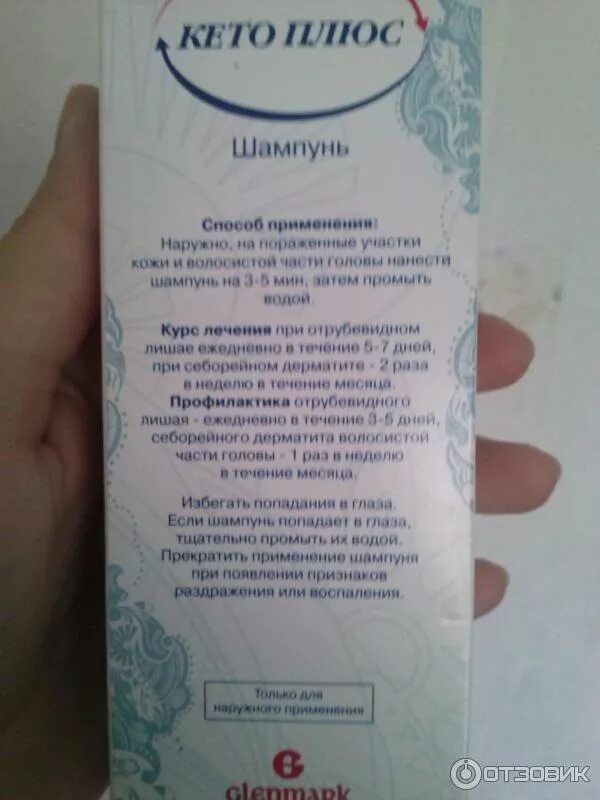 КЕТО ПЛЮС
Шампунь
Способ применения:
Наружно, на пораженные участки
кожи и волосистой части головы нанести
шампунь на 3-5 мин, затем промыть
водой.
Курс лечения при отрубевидном
лишае ежедневно в течение 5-7 дней,
при себорейном дерматите - 2 раза
в неделю в течение месяца.
Профилактика отрубевидного
лишая - ежедневно в течение 3-5 дней,
себорейного дерматита волосистой
части головы - 1 раз в неделю
в течение месяца.
Избегать попадания в глаза.
Если шампунь попадает в глаза,
тщательно промыть их водой.
Прекратить применение шампуня
при появлении признаков
раздражения или воспаления.
Только для
наружного применения
Glenmark
ОТЗОВИК